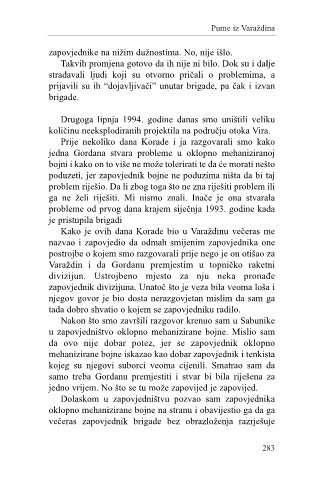 Pume iz Varaždina
zapovjednike na nižim dužnostima. No, nije išlo.
Takvih promjena gotovo da ih nije ni bilo. Dok su i dalje
stradavali ljudi koji su otvorno pričali o problemima, a
prijavili su ih “dojavljivači” unutar brigade, pa čak i izvan
brigade.
Drugoga lipnja 1994. godine danas smo uništili veliku
količinu neeksplodiranih projektila na području otoka Vira.
Prije nekoliko dana Korade i ja razgovarali smo kako
jedna Gordana stvara probleme u oklopno mehaniziranoj
bojni i kako on to više ne može tolerirati te da će morati nešto
poduzeti, jer zapovjednik bojne ne poduzima ništa da bi taj
problem riješio. Da li zbog toga što ne zna riješiti problem ili
ga ne želi riješiti. Mi nismo znali. Inače je ona stvarala
probleme od prvog dana krajem siječnja 1993. godine kada
je pristupila brigadi
Kako je ovih dana Korade bio u Varaždinu večeras me
nazvao i zapovjedio da odmah smijenim zapovjednika one
postrojbe o kojem smo razgovarali prije nego je on otišao za
Varaždin i da Gordanu premjestim u topničko raketni
divizijun. Ustrojbeno mjesto za nju neka pronađe
zapovjednik divizijuna. Unatoč što je veza bila veoma loša i
njegov govor je bio dosta nerazgovjetan mislim da sam ga
tada dobro shvatio o kojem se zapovjedniku radilo.
Nakon što smo završili razgovor krenuo sam u Sabunike
u zapovjedništvo oklopno mehanizirane bojne. Mislio sam
da ovo nije dobar potez, jer se zapovjednik oklopno
mehanizirane bojne iskazao kao dobar zapovjednik i tenkista
kojeg su njegovi suborci veoma cijenili. Smatrao sam da
samo treba Gordanu premjestiti i stvar bi bila riješena za
jedno vrijem. No što se tu može zapovijed je zapovijed.
Dolaskom u zapovjedništvu pozvao sam zapovjednika
oklopno mehanizirane bojne na stranu i obavijestio ga da ga
večeras zapovjednik brigade bez obrazloženja razrješuje
283